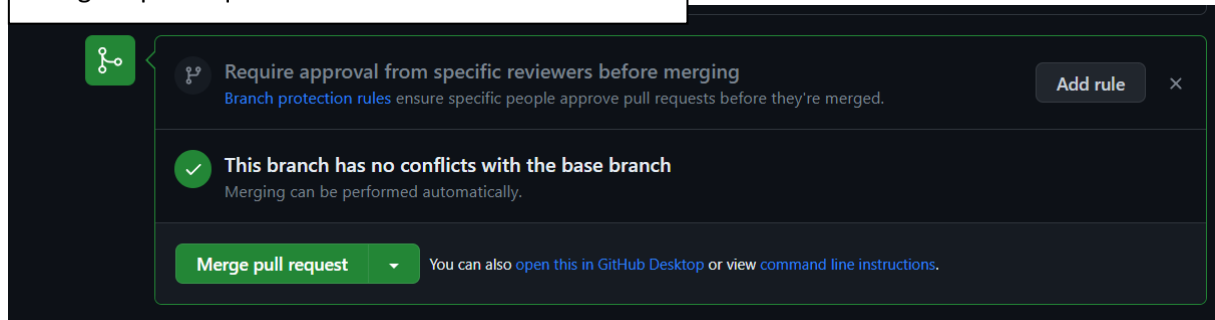 Require approval from specific reviewers before merging
Add rule
Branch protection rules ensure specific people approve pull requests before they're merged.
This branch has no conflicts with the base branch
Merging can be performed automatically.
Merge pull request
You can also open this in GitHub Desktop or view command line instructions.